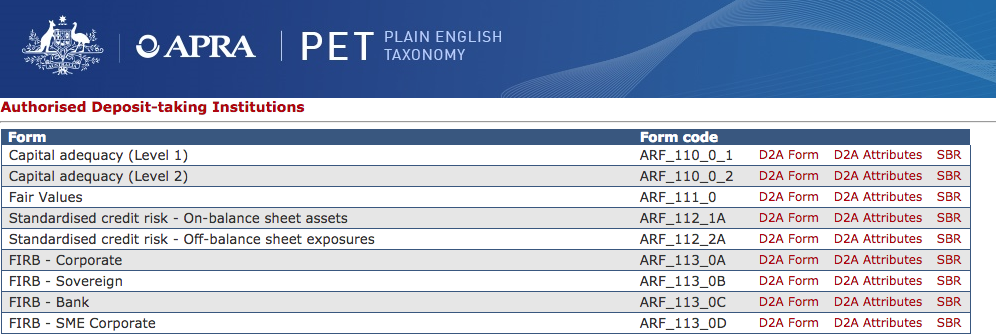 APRA
PET PLAIN ENGLISH TAXONOMY
Authorised Deposit-taking Institutions
Form Form code
Capital adequacy (Level 1) ARF_110_0_1 D2A Form D2A Attributes SBR
Capital adequacy (Level 2) ARF_110_0_2 D2A Form D2A Attributes SBR
Fair Values ARF_111_0 D2A Form D2A Attributes SBR
Standardised credit risk - On-balance sheet assets ARF_112_1A D2A Form D2A Attributes SBR
Standardised credit risk - Off-balance sheet exposures ARF_112_2A D2A Form D2A Attributes SBR
FIRB - Corporate ARF_113_0A D2A Form D2A Attributes SBR
FIRB - Sovereign ARF_113_0B D2A Form D2A Attributes SBR
FIRB - Bank ARF_113_0C D2A Form D2A Attributes SBR
FIRB - SME Corporate ARF_113_0D D2A Form D2A Attributes SBR